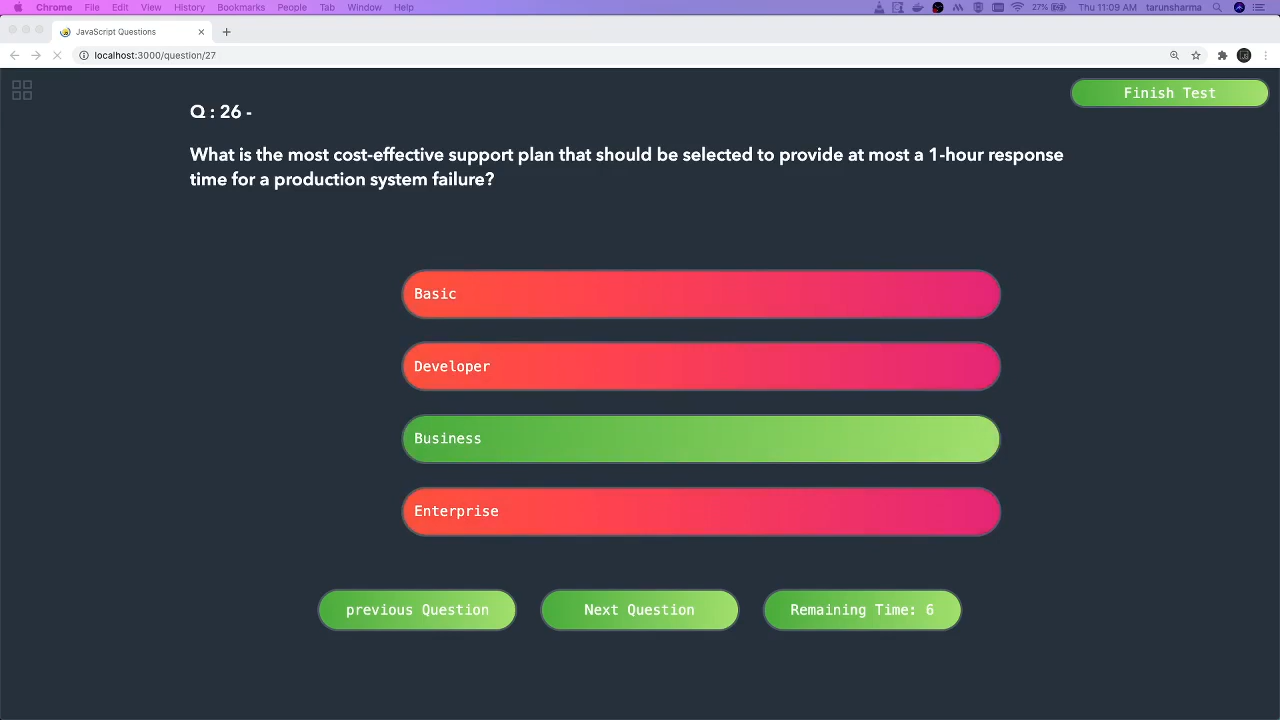 Chrome File Edit View History Bookmarks People Tab Window Help 27% Thu 11:09 AM tarunsharma
JavaScript Questions
localhost:3000/question/27
Finish Test
Q : 26 -
What is the most cost-effective support plan that should be selected to provide at most a 1-hour response
time for a production system failure?
Basic
Developer
Business
Enterprise
previous Question Next Question Remaining Time: 6